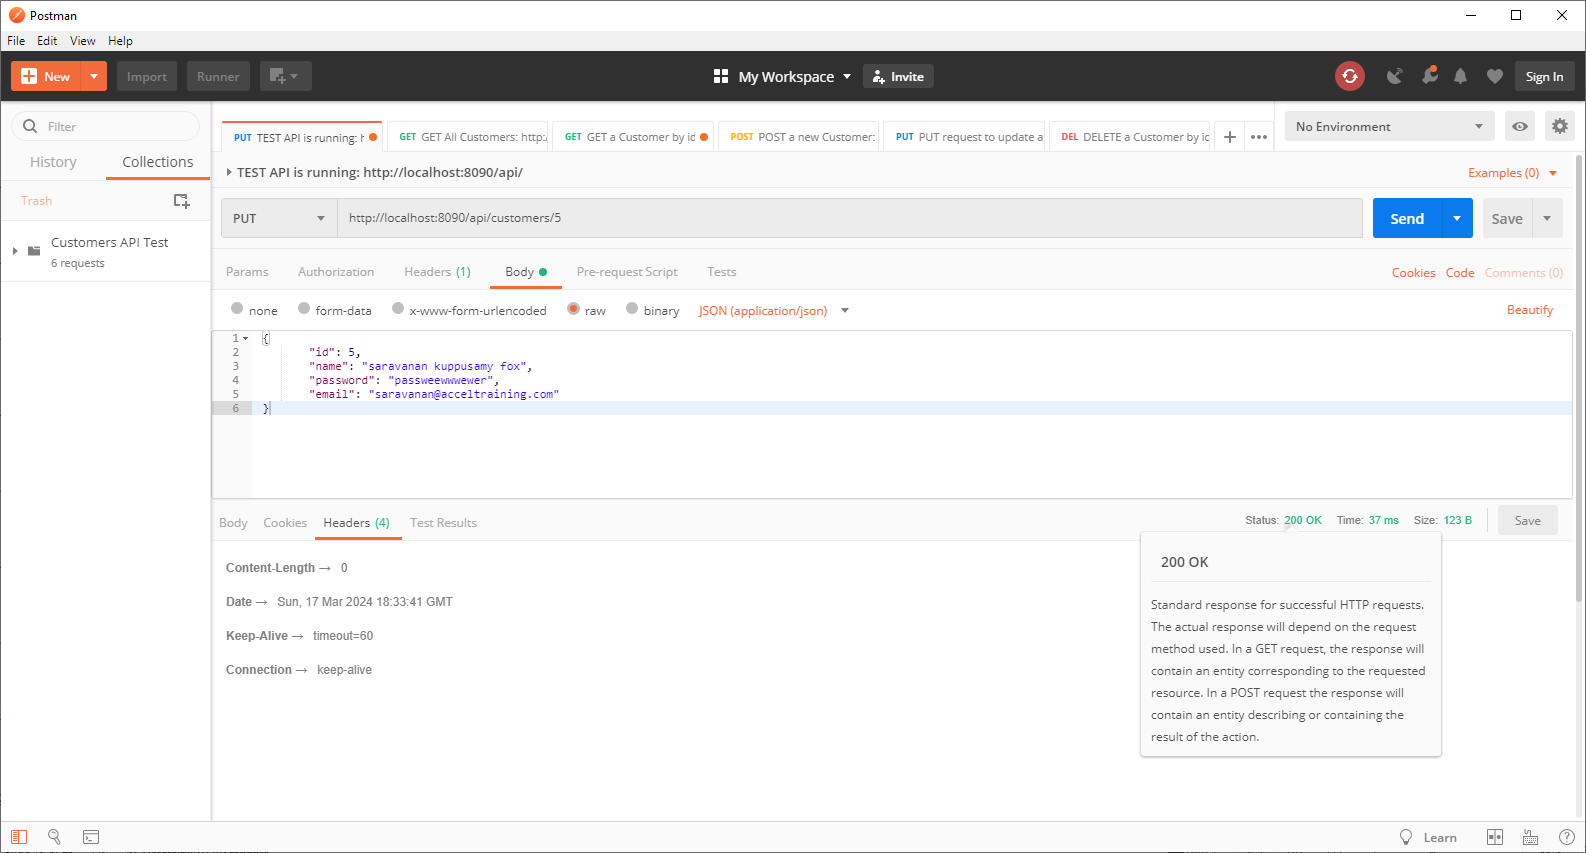 Postman
File Edit View Help
New Import Runner My Workspace Invite Sign In
Filter
History Collections
Trash
Customers API Test
6 requests
PUT TEST API is running: h GET GET All Customers: http:/ GET GET a Customer by id POST POST a new Customer: PUT PUT request to update a DEL DELETE a Customer by id + ••• No Environment
TEST API is running: http://localhost:8090/api/ Examples (0)
PUT http://localhost:8090/api/customers/5 Send Save
Params Authorization Headers (1) Body Pre-request Script Tests Cookies Code Comments (0)
none form-data x-www-form-urlencoded raw binary JSON (application/json) Beautify
1 {
2 "id": 5,
3 "name": "saravanan kuppusamy fox",
4 "password": "passweewwwewer",
5 "email": "saravanan@acceltraining.com"
6 }
Body Cookies Headers (4) Test Results Status: 200 OK Time: 37 ms Size: 123 B Save
Content-Length → 0
Date → Sun, 17 Mar 2024 18:33:41 GMT
Keep-Alive → timeout=60
Connection → keep-alive
200 OK
Standard response for successful HTTP requests.
The actual response will depend on the request
method used. In a GET request, the response will
contain an entity corresponding to the requested
resource. In a POST request the response will
contain an entity describing or containing the
result of the action.
Learn